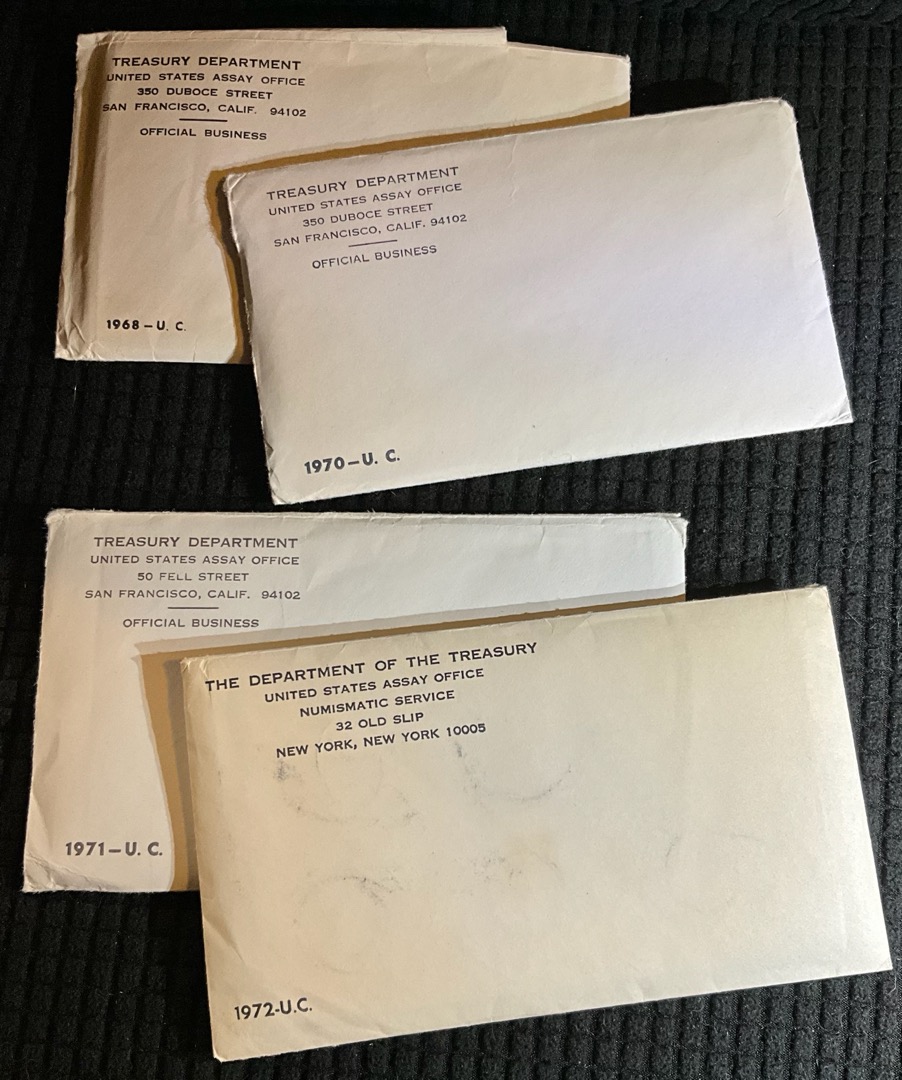 TREASURY DEPARTMENT
UNITED STATES ASSAY OFFICE
350 DUBOCE STREET
SAN FRANCISCO, CALIF. 94102
OFFICIAL BUSINESS
1968 – U. C.
TREASURY DEPARTMENT
UNITED STATES ASSAY OFFICE
350 DUBOCE STREET
SAN FRANCISCO, CALIF. 94102
OFFICIAL BUSINESS
1970 – U. C.
TREASURY DEPARTMENT
UNITED STATES ASSAY OFFICE
50 FELL STREET
SAN FRANCISCO, CALIF. 94102
OFFICIAL BUSINESS
1971 – U. C.
THE DEPARTMENT OF THE TREASURY
UNITED STATES ASSAY OFFICE
NUMISMATIC SERVICE
32 OLD SLIP
NEW YORK, NEW YORK 10005
1972-U.C.